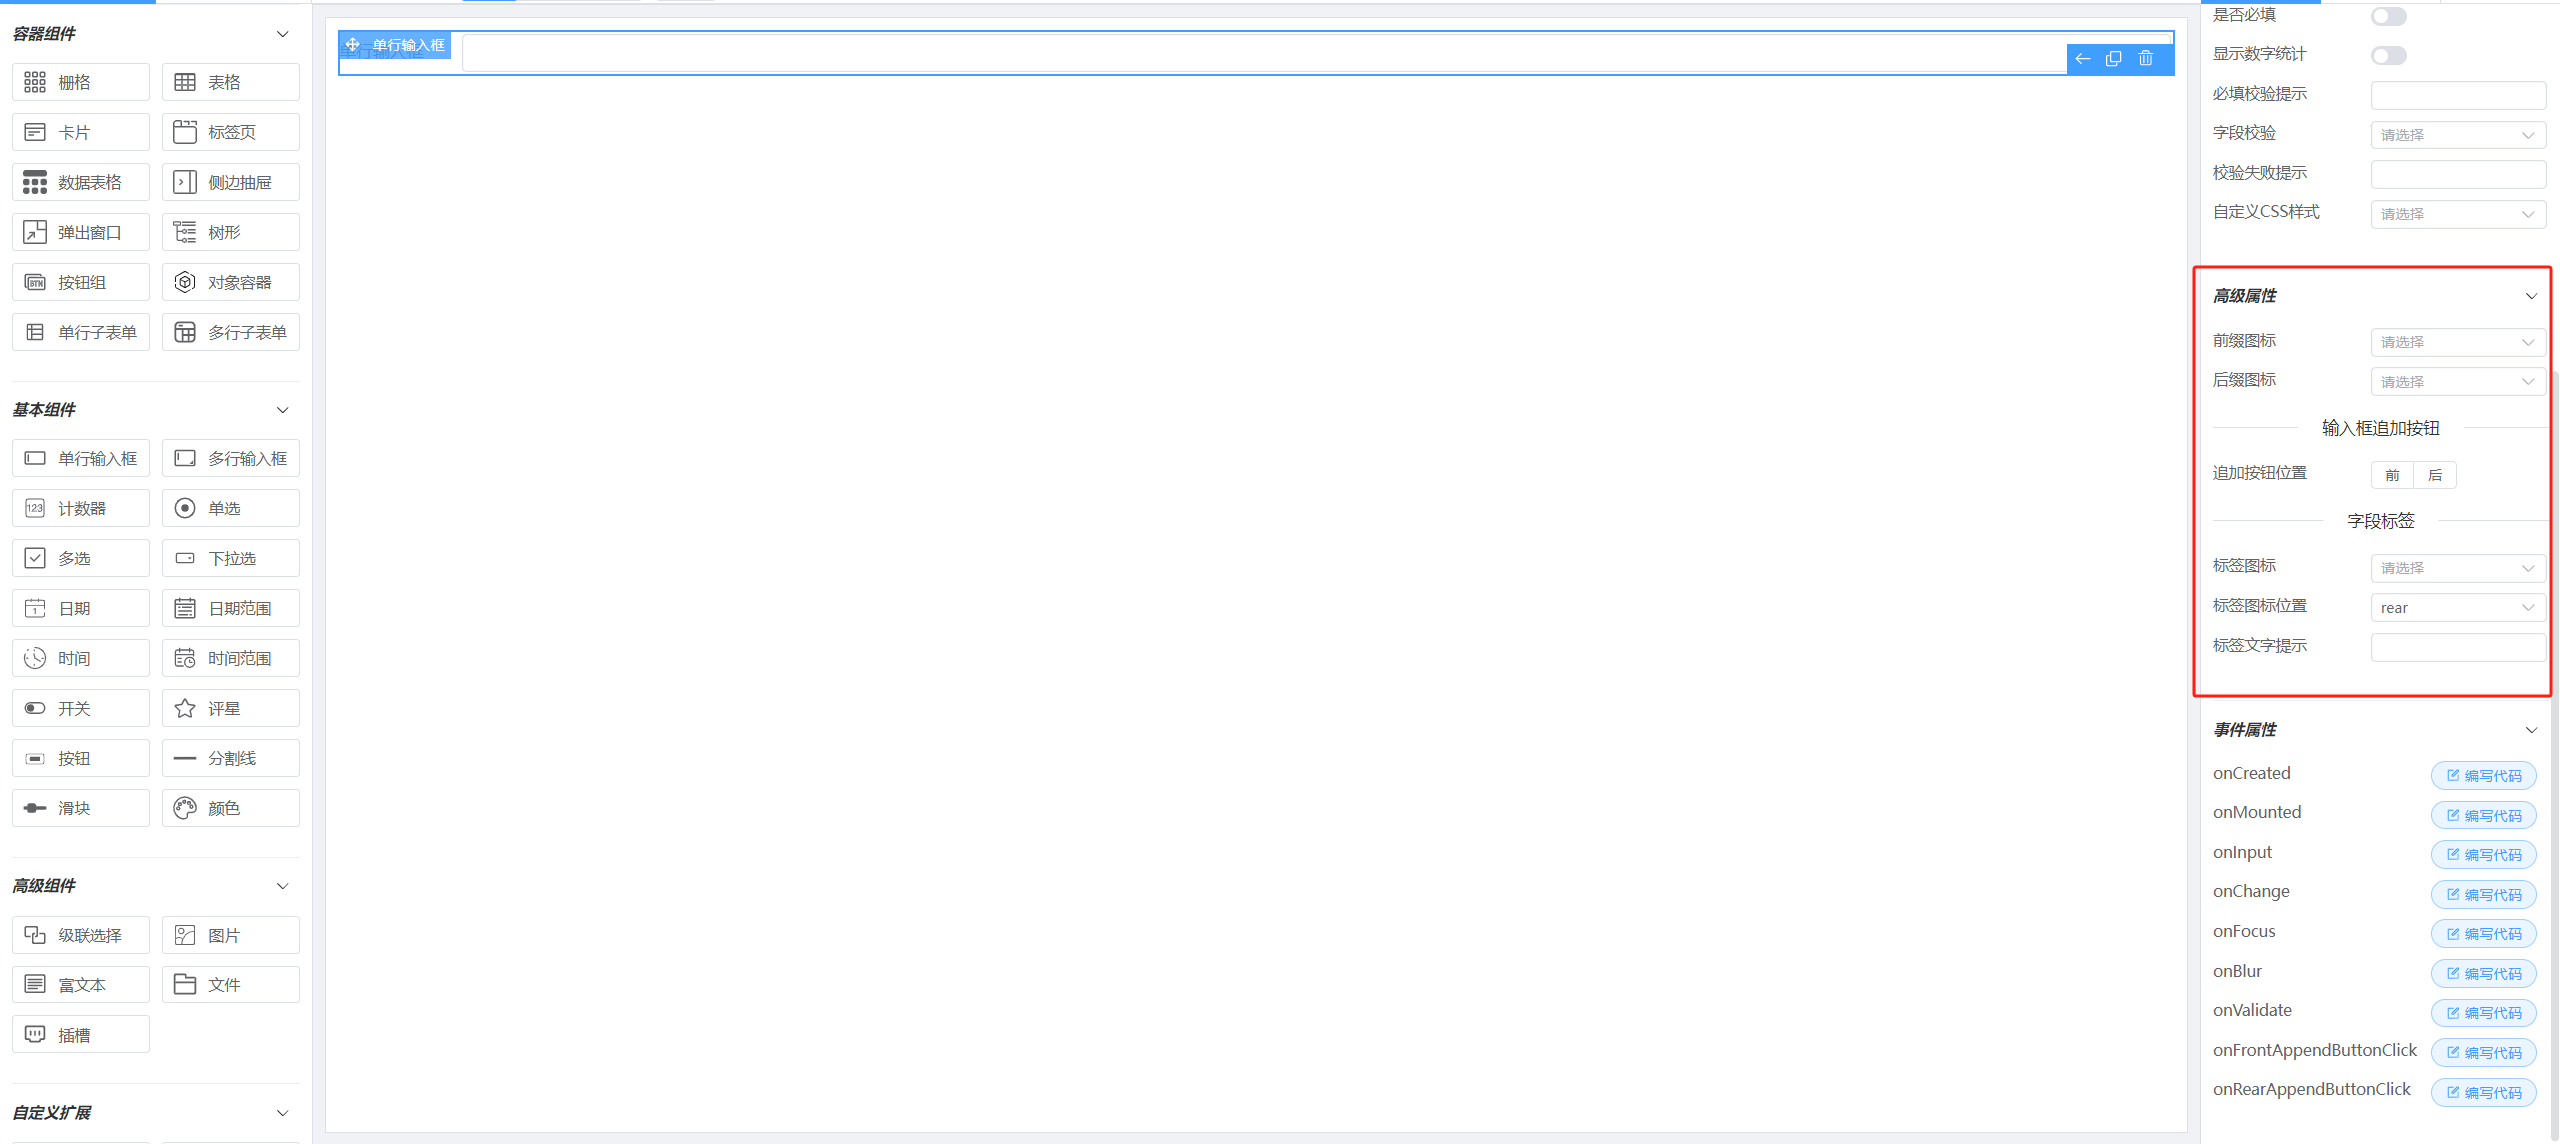 容器组件
栅格
表格
卡片
标签页
数据表格
侧边抽屉
弹出窗口
树形
按钮组
对象容器
单行子表单
多行子表单
基本组件
单行输入框
多行输入框
计数器
单选
多选
下拉选
日期
日期范围
时间
时间范围
开关
评星
按钮
分割线
滑块
颜色
高级组件
级联选择
图片
富文本
文件
插槽
自定义扩展
单行输入框
单行输入框
是否必填
显示数字统计
必填校验提示
字段校验 请选择
校验失败提示
自定义CSS样式 请选择
高级属性
前缀图标 请选择
后缀图标 请选择
输入框追加按钮
追加按钮位置 前 后
字段标签
标签图标 请选择
标签图标位置 rear
标签文字提示
事件属性
onCreated 编写代码
onMounted 编写代码
onInput 编写代码
onChange 编写代码
onFocus 编写代码
onBlur 编写代码
onValidate 编写代码
onFrontAppendButtonClick 编写代码
onRearAppendButtonClick 编写代码